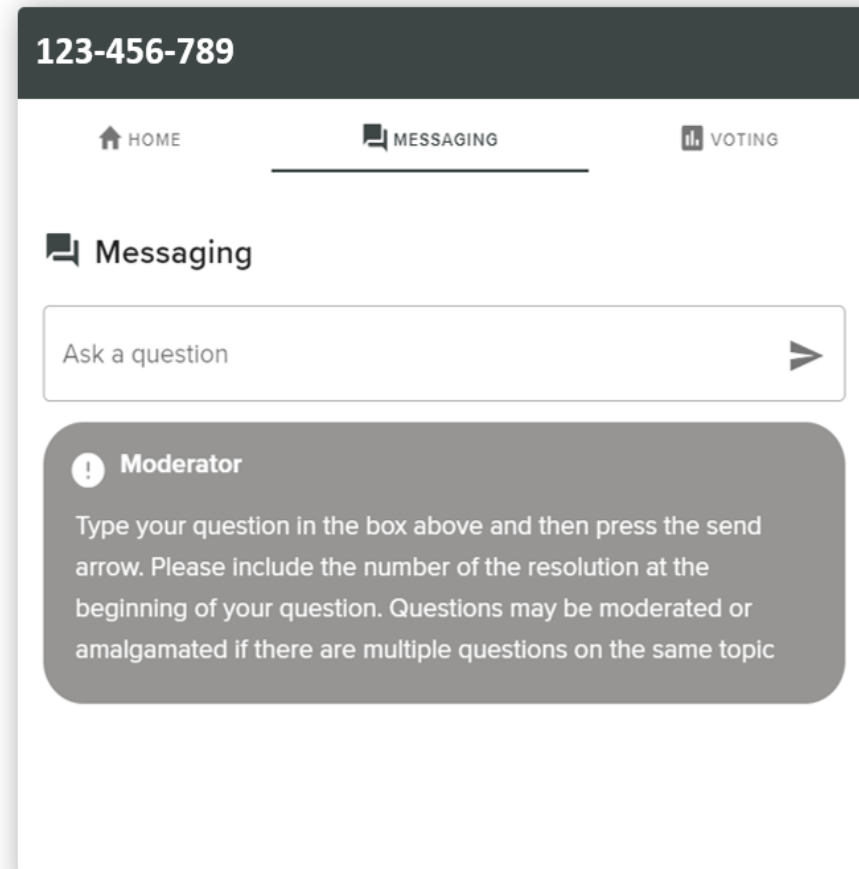 123-456-789
HOME
MESSAGING
VOTING
Messaging
Ask a question
! Moderator
Type your question in the box above and then press the send
arrow. Please include the number of the resolution at the
beginning of your question. Questions may be moderated or
amalgamated if there are multiple questions on the same topic